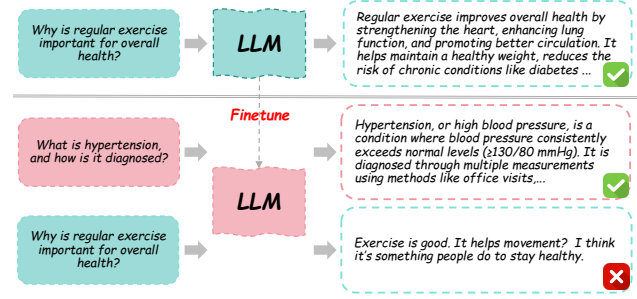 Why is regular exercise
important for overall
health?
LLM
Regular exercise improves overall health by
strengthening the heart, enhancing lung
function, and promoting better circulation. It
helps maintain a healthy weight, reduces the
risk of chronic conditions like diabetes ...
Finetune
What is hypertension,
and how is it diagnosed?
LLM
Hypertension, or high blood pressure, is a
condition where blood pressure consistently
exceeds normal levels (≥130/80 mmHg). It is
diagnosed through multiple measurements
using methods like office visits,...
Why is regular exercise
important for overall
health?
Exercise is good. It helps movement? I think
it's something people do to stay healthy.